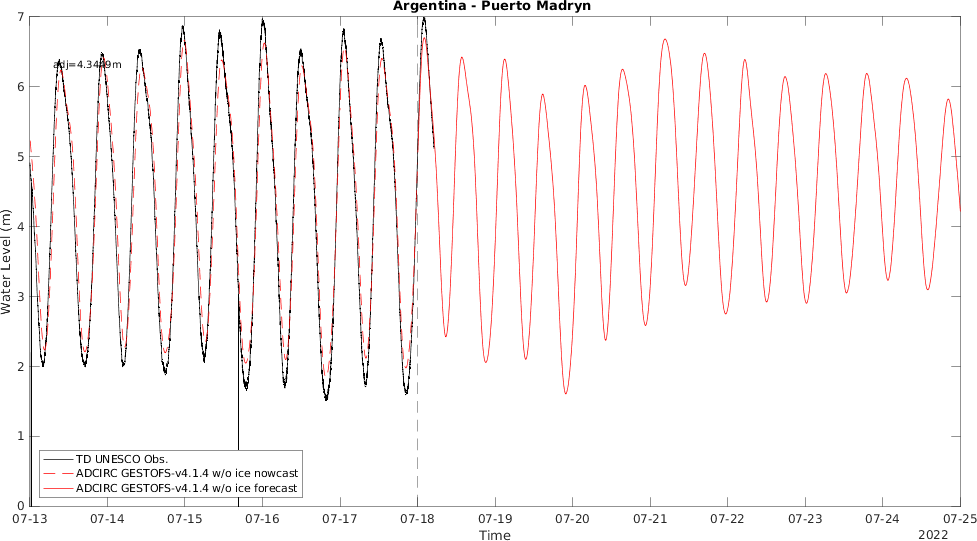 Argentina - Puerto Madryn
7
adj=4.3449m
6
5
4
3
2
1
0
Water Level (m)
TD UNESCO Obs.
ADCIRC GESTOFS-v4.1.4 w/o ice nowcast
ADCIRC GESTOFS-v4.1.4 w/o ice forecast
07-13 07-14 07-15 07-16 07-17 07-18 07-19 07-20 07-21 07-22 07-23 07-24 07-25
Time
2022